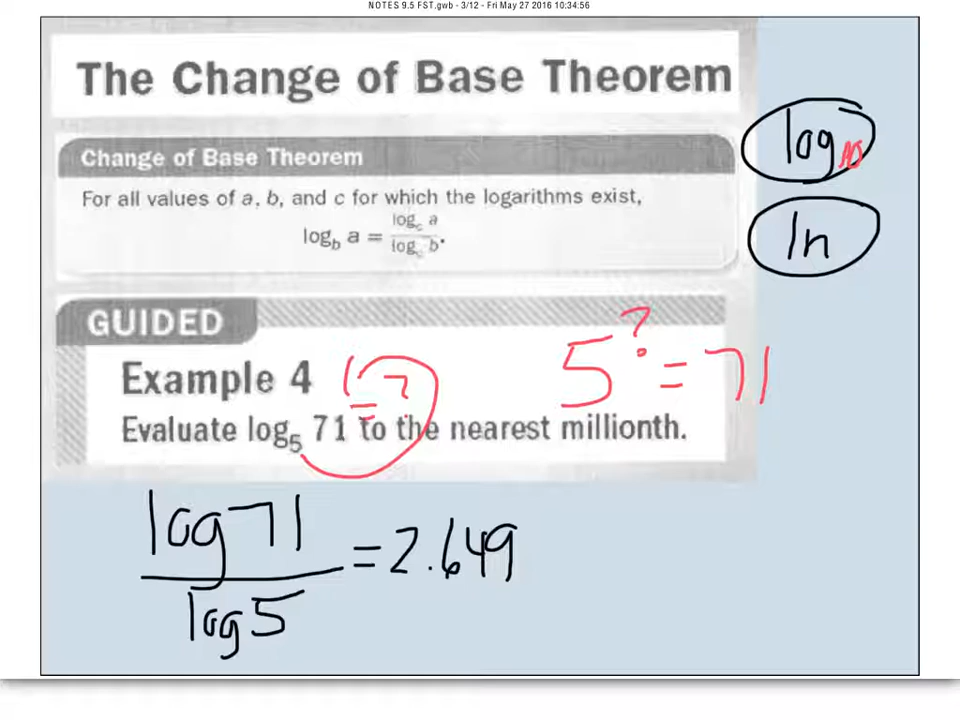 NOTES 9.5 FST.gwb - 3/12 - Fri May 27 2016 10:34:56
The Change of Base Theorem
log₁₀
Change of Base Theorem
For all values of a, b, and c for which the logarithms exist,
log_b a = log_c a / log_c b.
ln
GUIDED
5^? = 71
Example 4
= ?
Evaluate log₅ 71 to the nearest millionth.
log 71 / log 5 = 2.649